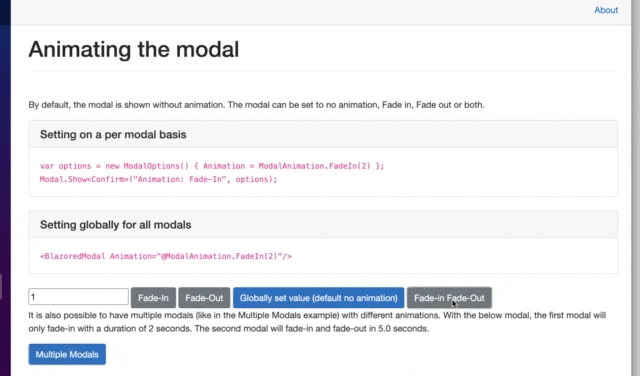 About
Animating the modal
By default, the modal is shown without animation. The modal can be set to no animation, Fade in, Fade out or both.
Setting on a per modal basis
var options = new ModalOptions() { Animation = ModalAnimation.FadeIn(2) };
Modal.Show<Confirm>("Animation: Fade-In", options);
Setting globally for all modals
<BlazoredModal Animation="@ModalAnimation.FadeIn(2)"/>
1 Fade-In Fade-Out Globally set value (default no animation) Fade-in Fade-Out
It is also possible to have multiple modals (like in the Multiple Modals example) with different animations. With the below modal, the first modal will
only fade-in with a duration of 2 seconds. The second modal will fade-in and fade-out in 5.0 seconds.
Multiple Modals